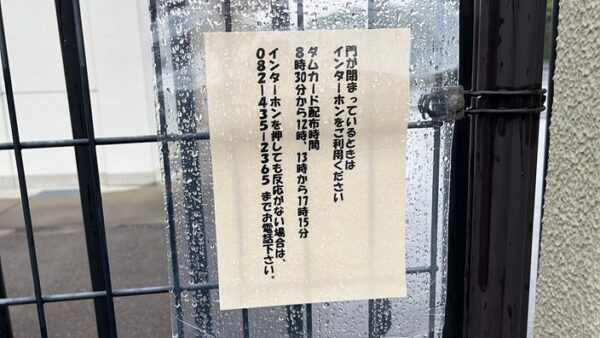 門が閉まっているときは
インターホンをご利用ください
ダムカード配布時間
8時30分から12時、13時から17時15分
インターホンを押しても反応がない場合は、
082-435-2365 までお電話下さい。